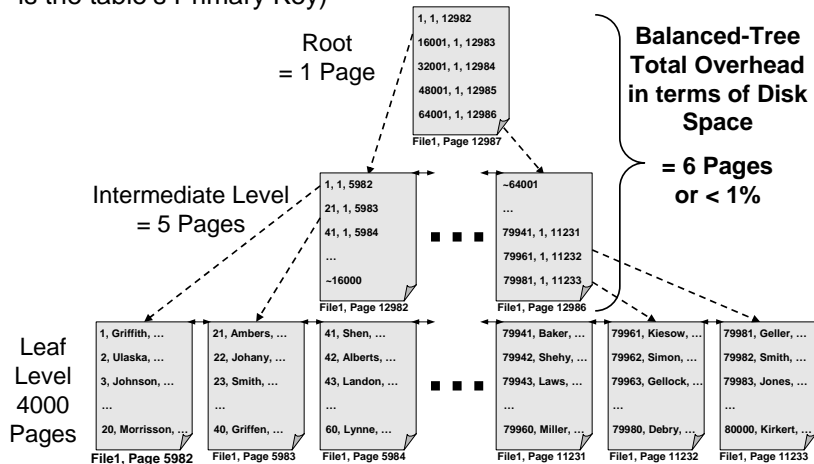 is the table's Primary Key)
Root
= 1 Page
1, 1, 12982
16001, 1, 12983
32001, 1, 12984
48001, 1, 12985
64001, 1, 12986
File1, Page 12987
Balanced-Tree
Total Overhead
in terms of Disk
Space
= 6 Pages
or < 1%
Intermediate Level
= 5 Pages
1, 1, 5982
21, 1, 5983
41, 1, 5984
...
~16000
File1, Page 12982
~64001
...
79941, 1, 11231
79961, 1, 11232
79981, 1, 11233
File1, Page 12986
Leaf
Level
4000
Pages
1, Griffith, ...
2, Ulaska, ...
3, Johnson, ...
...
20, Morrisson, ...
File1, Page 5982
21, Ambers, ...
22, Johany, ...
23, Smith, ...
...
40, Griffen, ...
File1, Page 5983
41, Shen, ...
42, Alberts, ...
43, Landon, ...
...
60, Lynne, ...
File1, Page 5984
79941, Baker, ...
79942, Shehy, ...
79943, Laws, ...
...
79960, Miller, ...
File1, Page 11231
79961, Kiesow, ...
79962, Simon, ...
79963, Gellock, ...
...
79980, Debry, ...
File1, Page 11232
79981, Geller, ...
79982, Smith, ...
79983, Jones, ...
...
80000, Kirkert, ...
File1, Page 11233